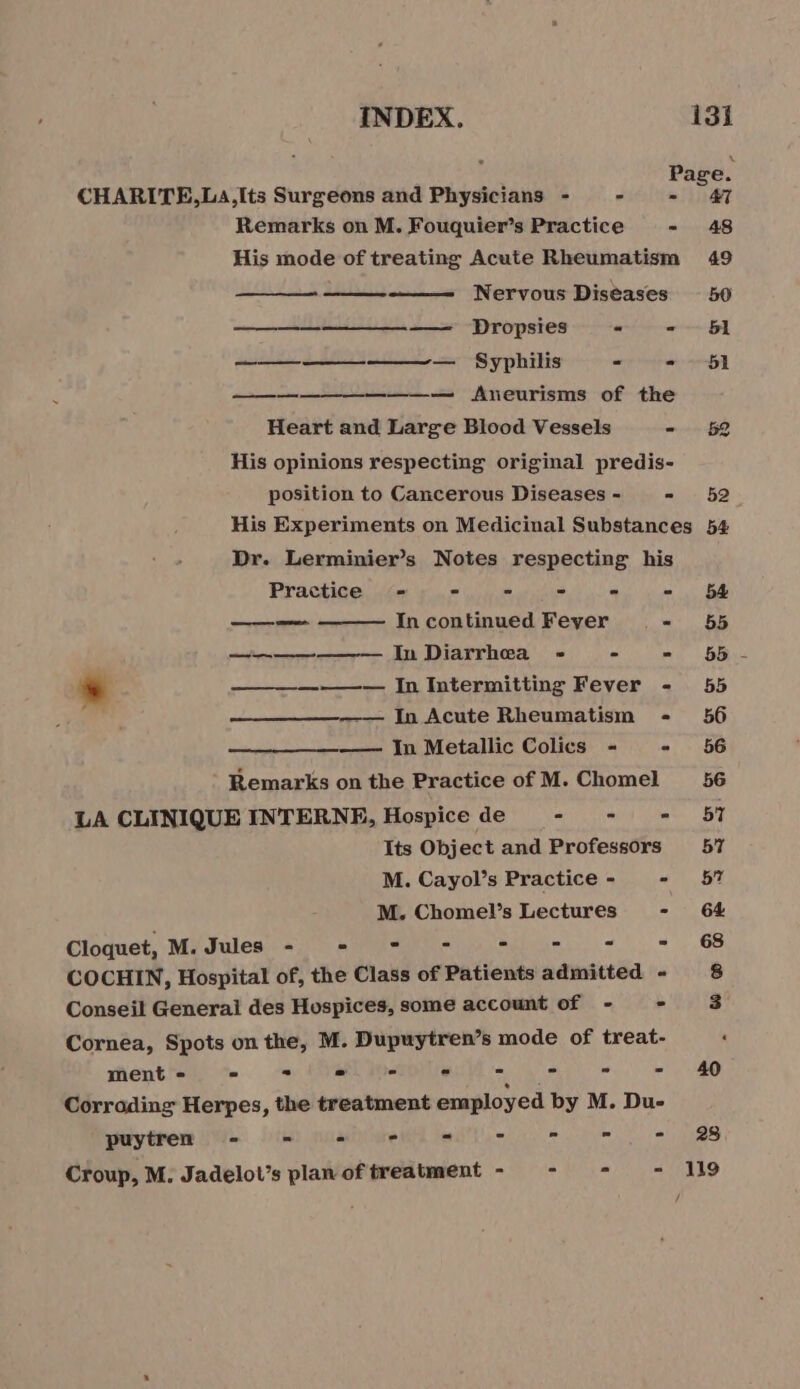 INDEX. 131
Page.
CHARITE,LA,Its Surgeons and Physicians - - - 47
Remarks on M. Fouquier's Practice - 48
His mode of treating Acute Rheumatism 49
——— ——— ——— Nervous Diseases 50
——— ——— ——— Dropsies - - 51
——— ——— ——— Syphilis - - 51
——— ——— ——— Aneurisms of the
Heart and Large Blood Vessels - 52
His opinions respecting original predis-
position to Cancerous Diseases - - 52
His Experiments on Medicinal Substances 54
Dr. Lerminier's Notes respecting his
Practice - - - - - - 54
——— ——— In continued Fever - 55
——— ——— In Diarrhœa - - - 55
——— ——— In Intermitting Fever - 55
——— ——— In Acute Rheumatism - 56
——— ——— In Metallic Colics - - 56
Remarks on the Practice of M. Chomel 56
LA CLINIQUE INTERNE, Hospice de - - - 57
Its Object and Professors 57
M. Cayol's Practice - - 57
M. Chomel's Lectures - 64
Cloquet, M. Jules - - - - - - - - 68
COCHIN, Hospital of, the Class of Patients admitted - 8
Conseil General des Hospices, some account of - - 3
Cornea, Spots on the, M. Dupuytren's mode of treat-
ment - - - - - - - - - - 40
Corroding Herpes, the treatment employed by M. Du-
puytren - - - - - - - - - 28
Croup, M. Jadelot's plan of treatment - - - - 119